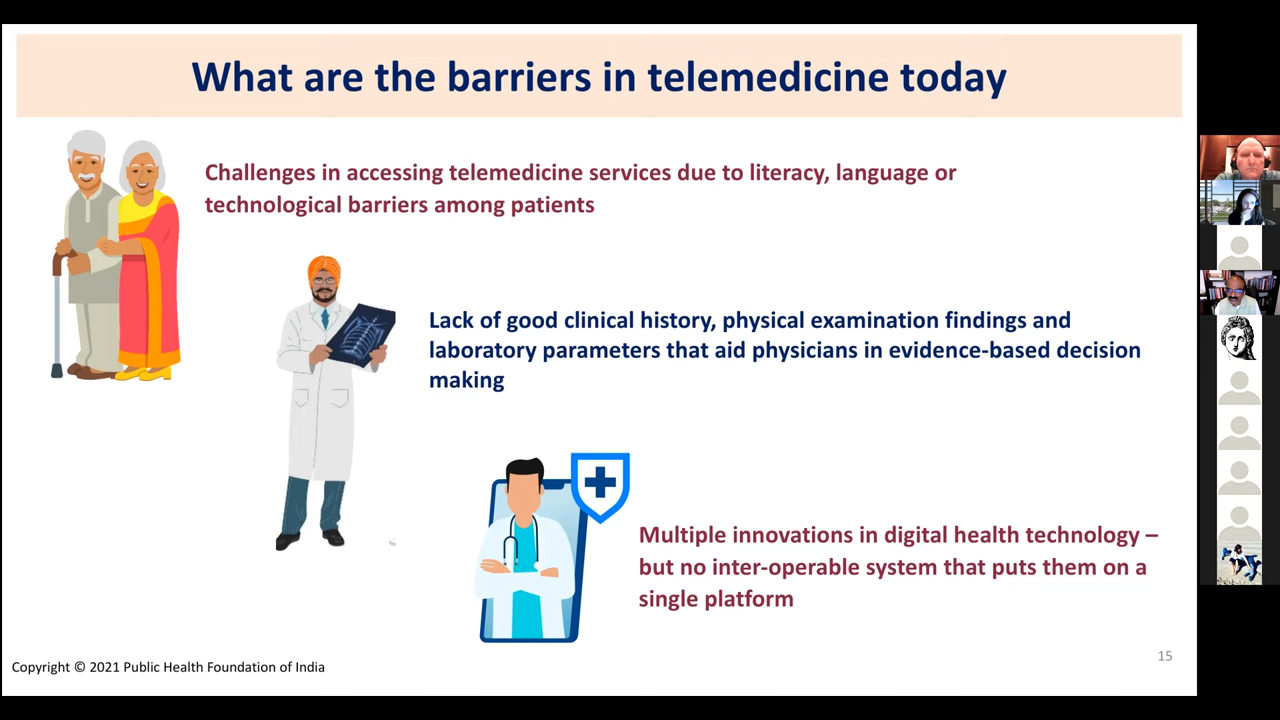 What are the barriers in telemedicine today
Challenges in accessing telemedicine services due to literacy, language or
technological barriers among patients
Lack of good clinical history, physical examination findings and
laboratory parameters that aid physicians in evidence-based decision
making
Multiple innovations in digital health technology –
but no inter-operable system that puts them on a
single platform
15
Copyright © 2021 Public Health Foundation of India